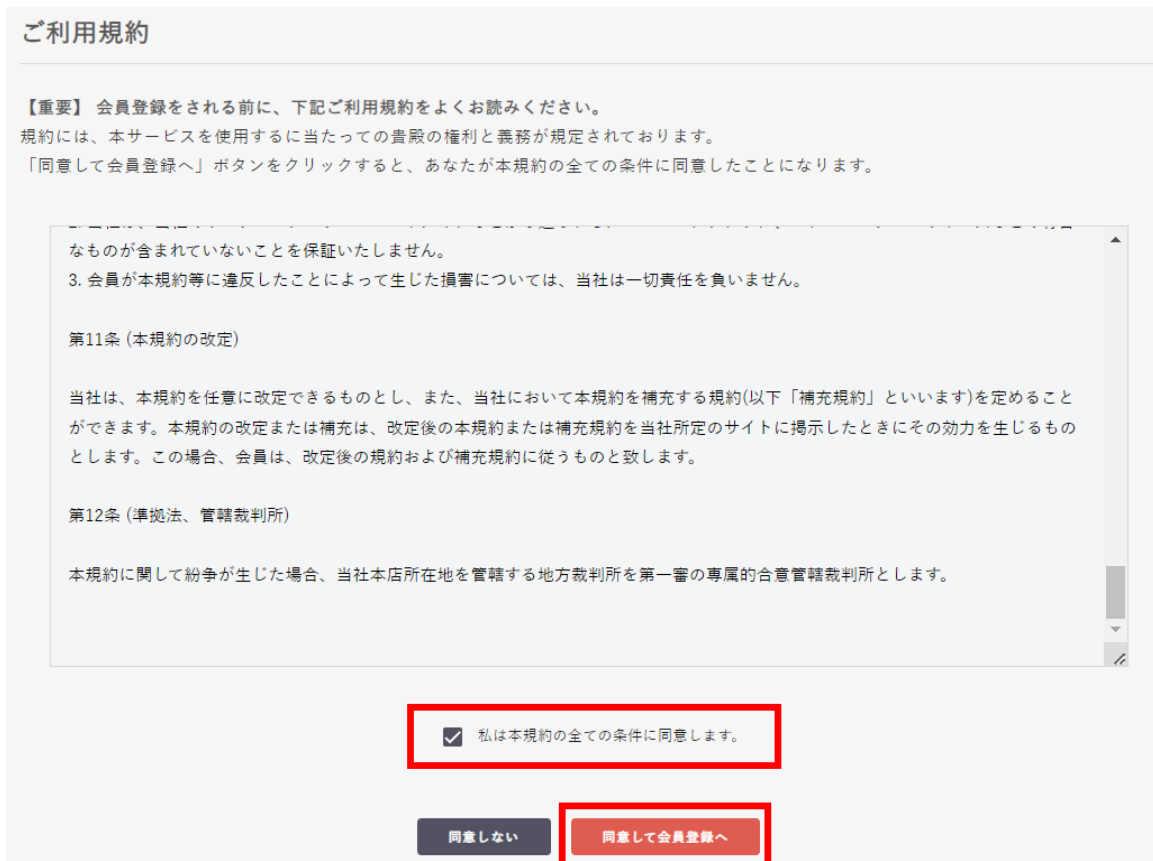 ご利用規約
【重要】 会員登録をされる前に、下記ご利用規約をよくお読みください。
規約には、本サービスを使用するに当たっての貴殿の権利と義務が規定されております。
「同意して会員登録へ」ボタンをクリックすると、あなたが本規約の全ての条件に同意したことになります。
なものが含まれていないことを保証いたしません。
3. 会員が本規約等に違反したことによって生じた損害については、当社は一切責任を負いません。
第11条 (本規約の改定)
当社は、本規約を任意に改定できるものとし、また、当社において本規約を補充する規約(以下「補充規約」といいます)を定めること
ができます。本規約の改定または補充は、改定後の本規約または補充規約を当社所定のサイトに掲示したときにその効力を生じるもの
とします。この場合、会員は、改定後の規約および補充規約に従うものと致します。
第12条 (準拠法、管轄裁判所)
本規約に関して紛争が生じた場合、当社本店所在地を管轄する地方裁判所を第一審の専属的合意管轄裁判所とします。
私は本規約の全ての条件に同意します。
同意しない
同意して会員登録へ